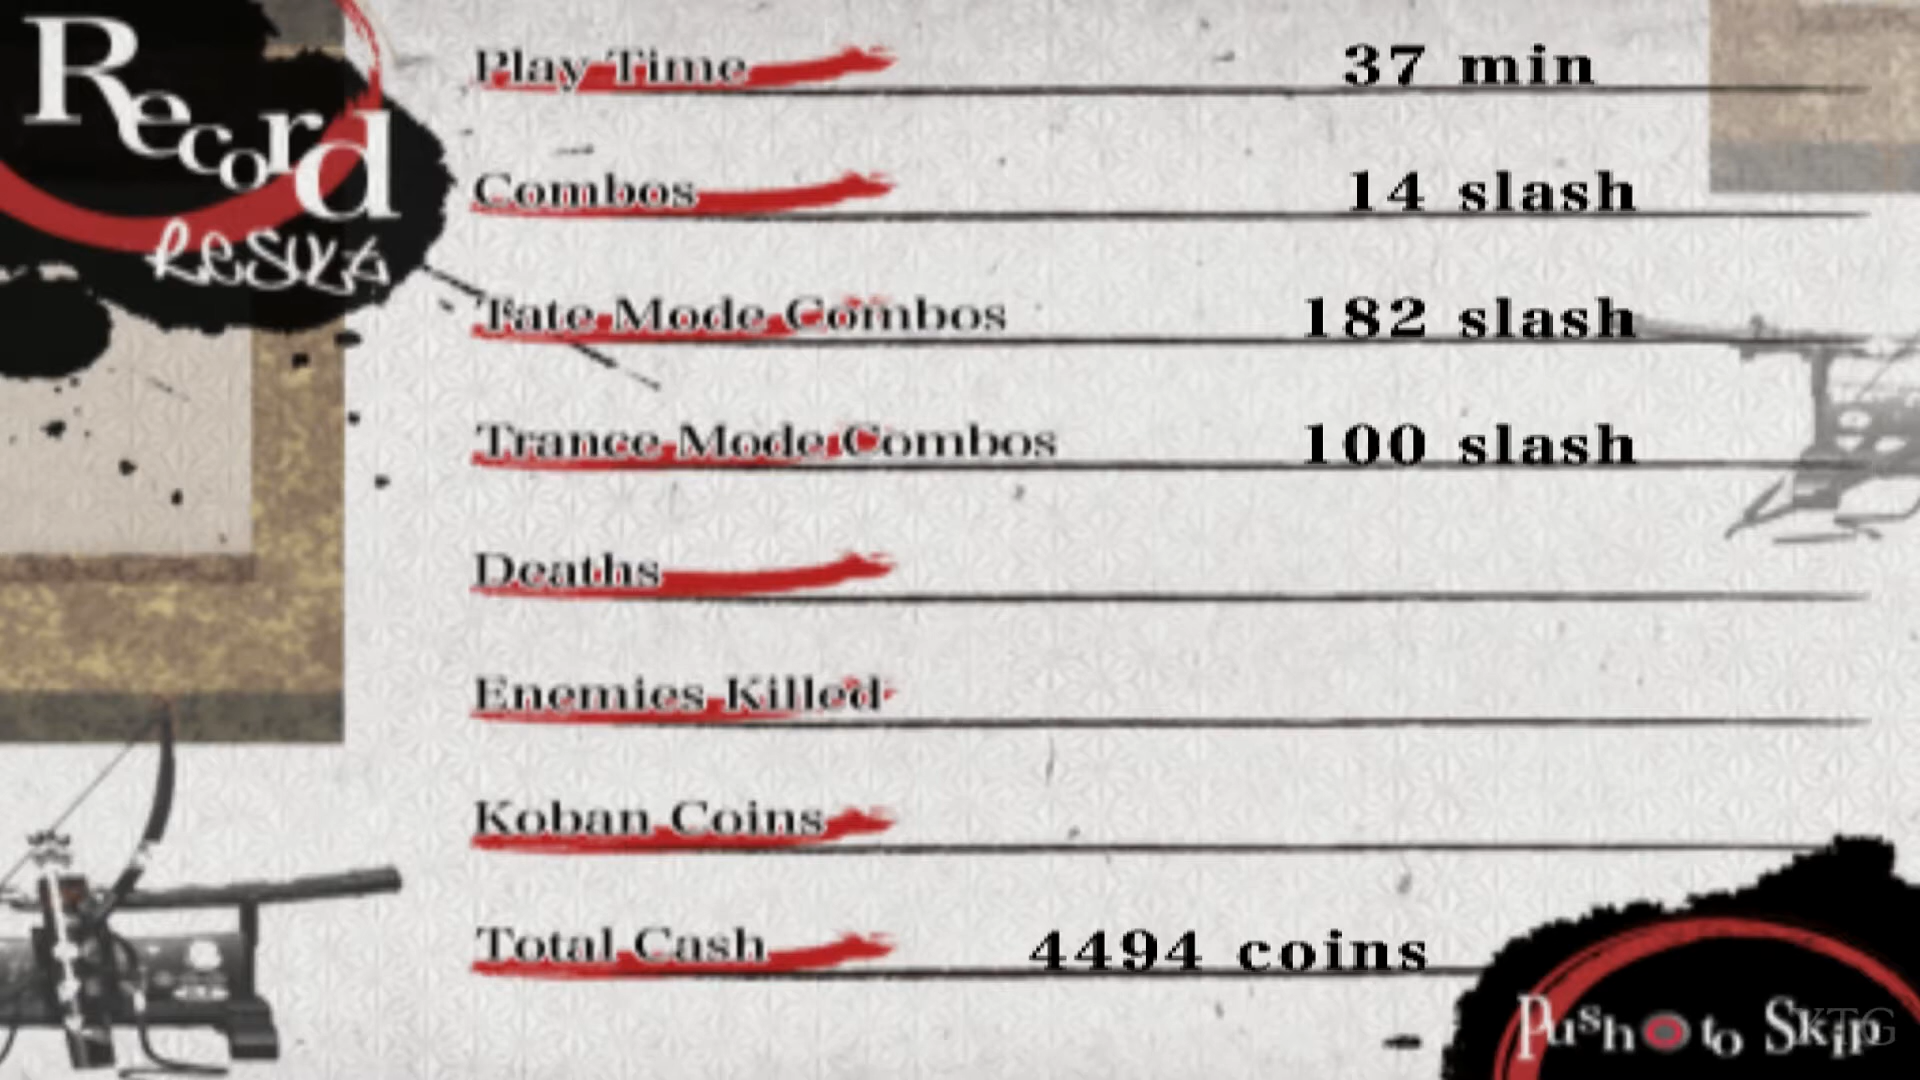 Record
Play Time 37 min
Combos 14 slash
Fate Mode Combos 182 slash
Trance Mode Combos 100 slash
Deaths
Enemies Killed
Koban Coins
Total Cash 4494 coins
Push to Skip